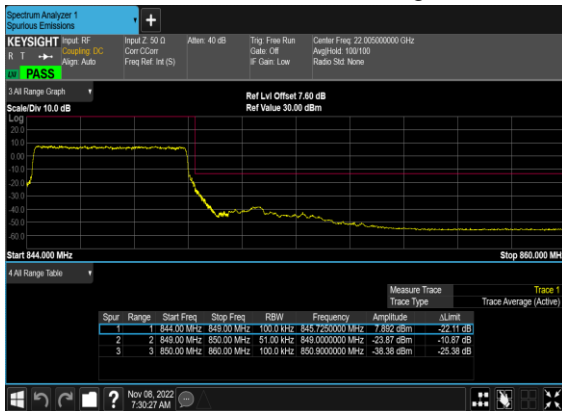 Spectrum Analyzer 1
Spurious Emissions
KEYSIGHT Input: RF Input Z: 50 Ω Atten: 40 dB Trig: Free Run Center Freq: 22.005000000 GHz
R T Coupling: DC Corr CCorr Gate: Off Avg|Hold: 100/100
Align: Auto Freq Ref: Int (S) IF Gain: Low Radio Std: None
PASS
3 All Range Graph
Ref Lvl Offset 7.60 dB
Scale/Div 10.0 dB Ref Value 30.00 dBm
Log
20.0
10.0
0.00
-10.0
-20.0
-30.0
-40.0
-50.0
-60.0
Start 844.000 MHz Stop 860.000 MH
4 All Range Table
Measure Trace Trace 1
Trace Type Trace Average (Active)
Spur Range Start Freq Stop Freq RBW Frequency Amplitude ΔLimit
1 1 844.00 MHz 849.00 MHz 100.0 kHz 845.7250000 MHz 7.892 dBm -22.11 dB
2 2 849.00 MHz 850.00 MHz 51.00 kHz 849.0000000 MHz -23.87 dBm -10.87 dB
3 3 850.00 MHz 860.00 MHz 100.0 kHz 850.9000000 MHz -38.38 dBm -25.38 dB
Nov 08, 2022
7:30:27 AM